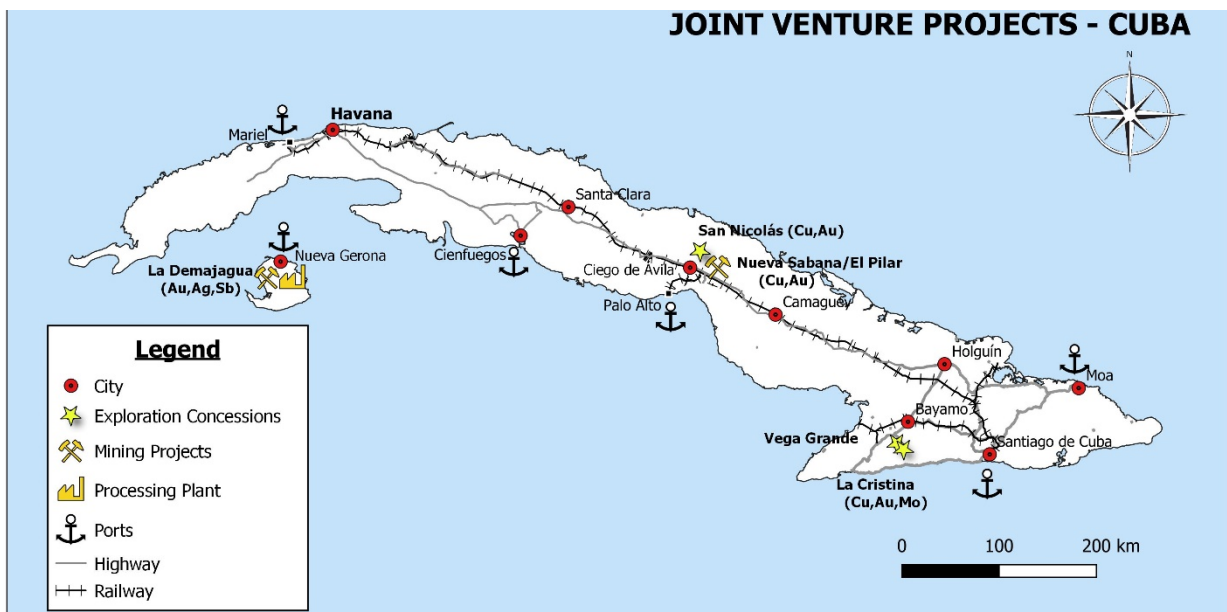 JOINT VENTURE PROJECTS - CUBA
N
Havana
Mariel
Santa Clara
San Nicolás (Cu,Au)
Nueva Gerona
Cienfuegos
La Demajagua
(Au,Ag,Sb)
Ciego de Ávila
Nueva Sabana/El Pilar
(Cu,Au)
Palo Alto
Camaguey
Holguín
Moa
Bayamo
Vega Grande
Santiago de Cuba
La Cristina
(Cu,Au,Mo)
Legend
City
Exploration Concessions
Mining Projects
Processing Plant
Ports
Highway
Railway
0 100 200 km